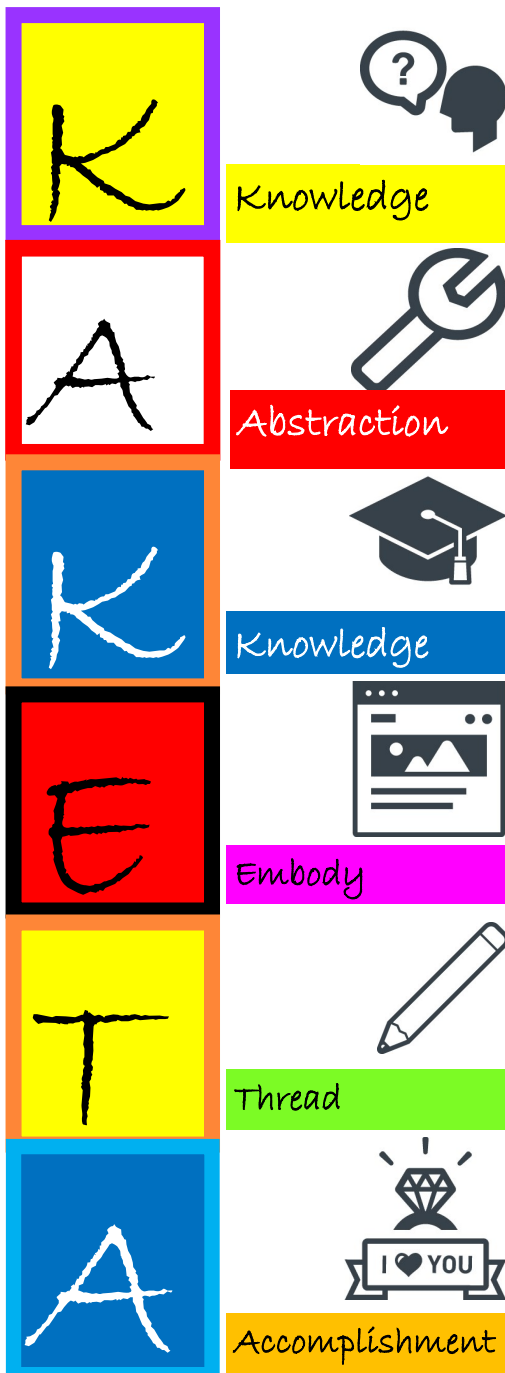 K
?
Knowledge
A
Abstraction
K
Knowledge
E
Embody
T
Thread
A
I ♥ YOU
Accomplishment